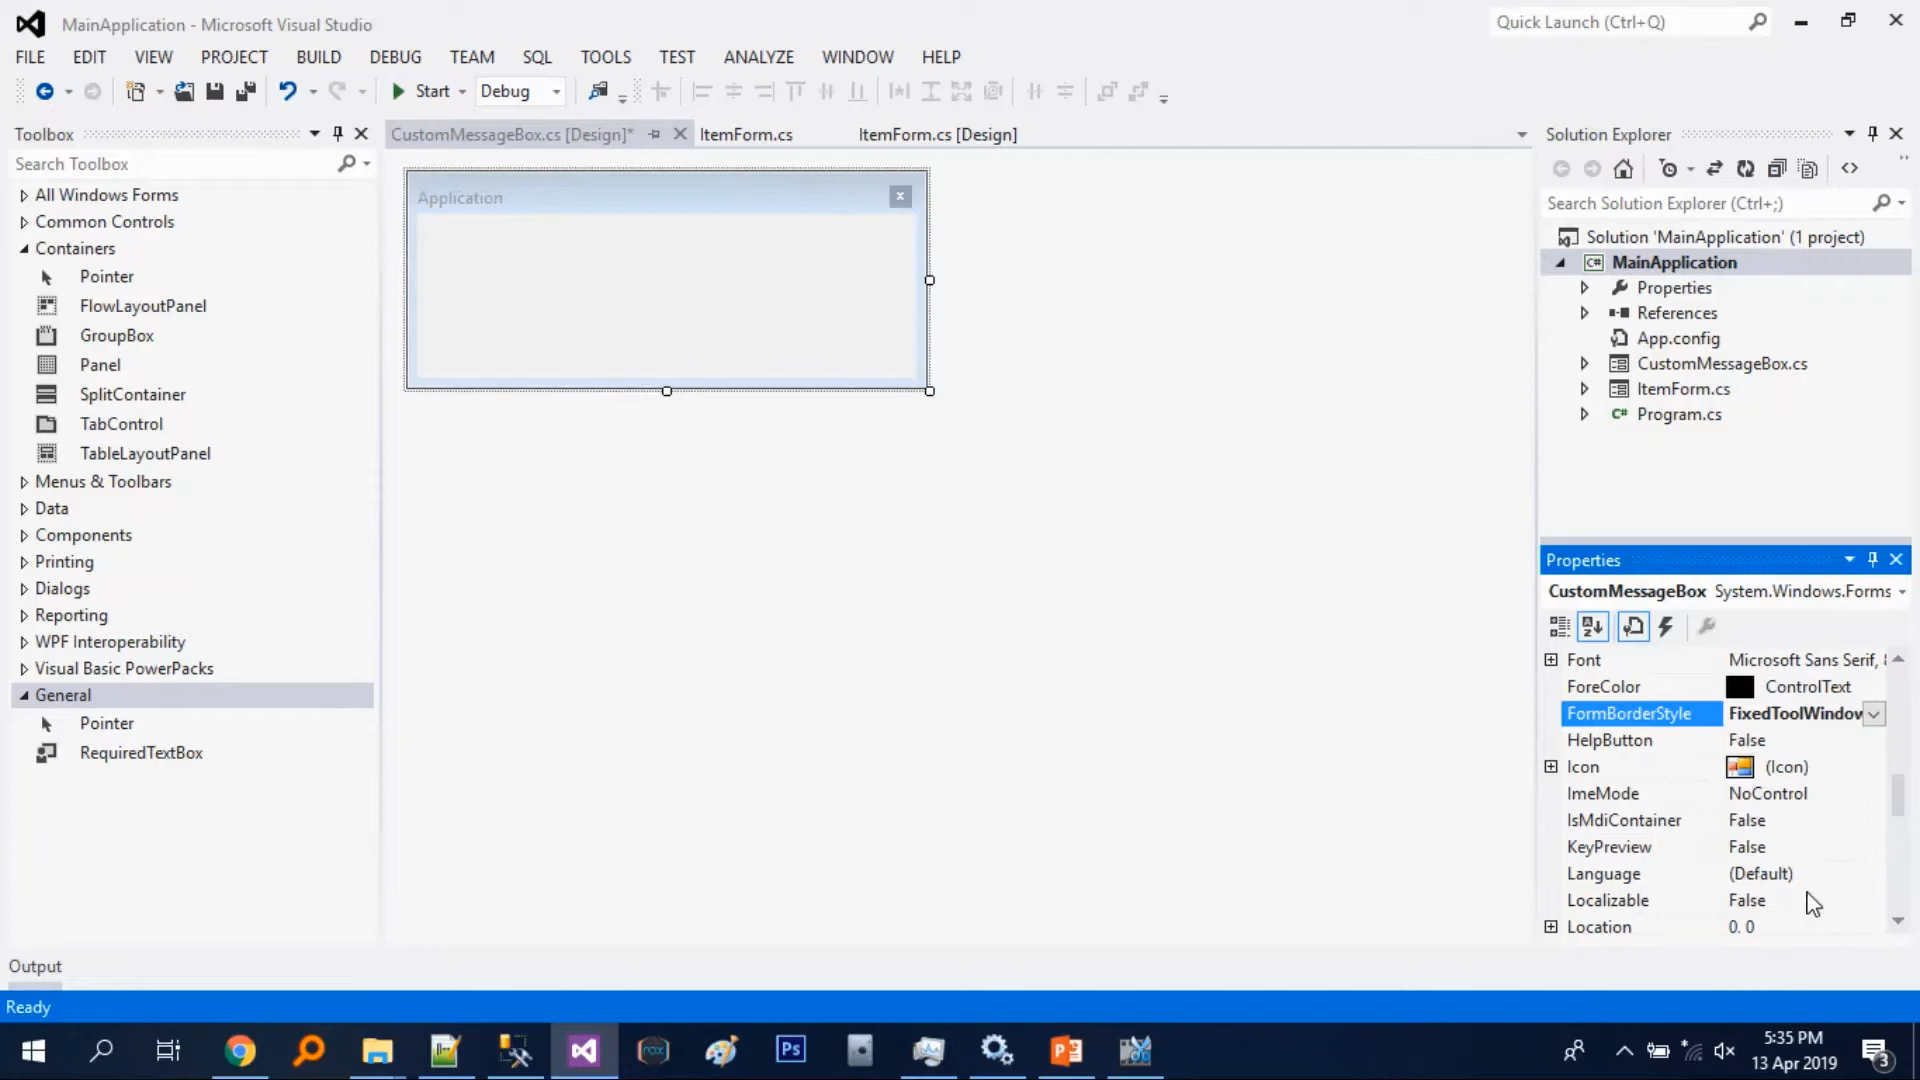 MainApplication - Microsoft Visual Studio
Quick Launch (Ctrl+Q)
FILE EDIT VIEW PROJECT BUILD DEBUG TEAM SQL TOOLS TEST ANALYZE WINDOW HELP
Start Debug
Toolbox
Search Toolbox
All Windows Forms
Common Controls
Containers
Pointer
FlowLayoutPanel
GroupBox
Panel
SplitContainer
TabControl
TableLayoutPanel
Menus & Toolbars
Data
Components
Printing
Dialogs
Reporting
WPF Interoperability
Visual Basic PowerPacks
General
Pointer
RequiredTextBox
CustomMessageBox.cs [Design]* ItemForm.cs ItemForm.cs [Design]
Application
Solution Explorer
Search Solution Explorer (Ctrl+;)
Solution 'MainApplication' (1 project)
C# MainApplication
Properties
References
App.config
CustomMessageBox.cs
ItemForm.cs
C# Program.cs
Properties
CustomMessageBox System.Windows.Forms
Font Microsoft Sans Serif,
ForeColor ControlText
FormBorderStyle FixedToolWindow
HelpButton False
Icon (Icon)
ImeMode NoControl
IsMdiContainer False
KeyPreview False
Language (Default)
Localizable False
Location 0, 0
Output
Ready
Ps
5:35 PM
13 Apr 2019
3